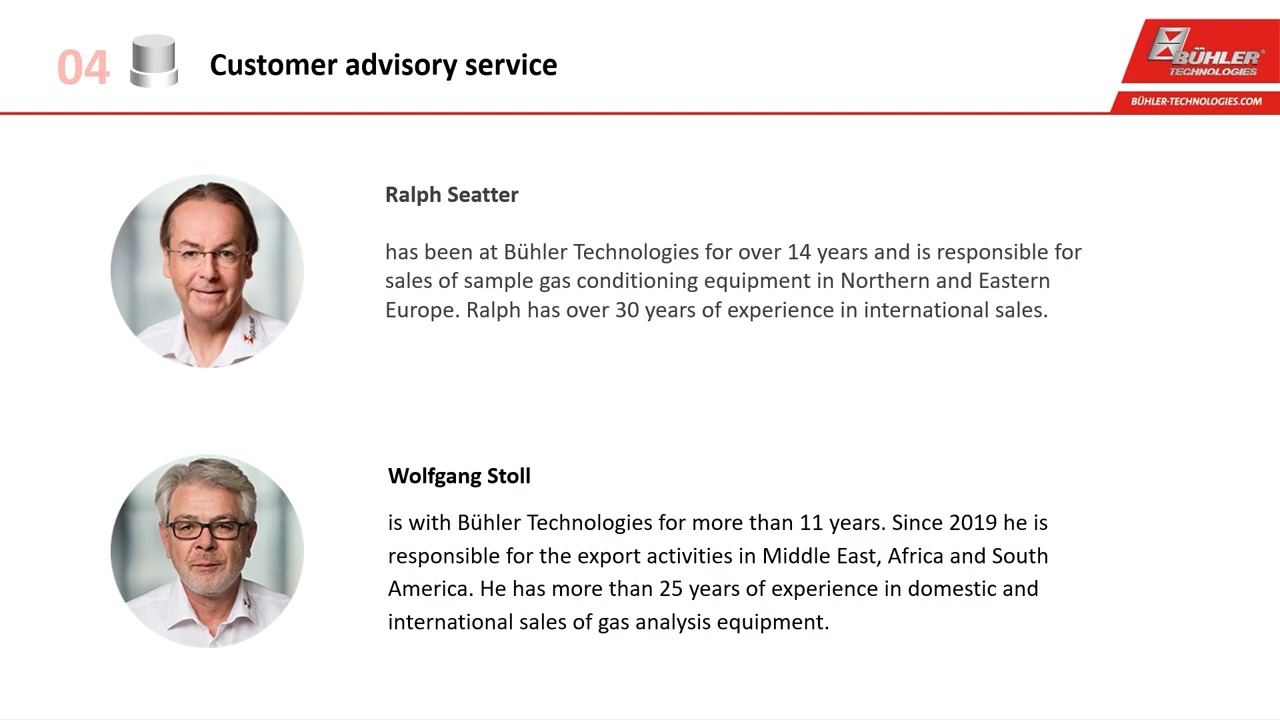 04
Customer advisory service
BÜHLER®
TECHNOLOGIES
BÜHLER-TECHNOLOGIES.COM
Ralph Seatter
has been at Bühler Technologies for over 14 years and is responsible for
sales of sample gas conditioning equipment in Northern and Eastern
Europe. Ralph has over 30 years of experience in international sales.
Wolfgang Stoll
is with Bühler Technologies for more than 11 years. Since 2019 he is
responsible for the export activities in Middle East, Africa and South
America. He has more than 25 years of experience in domestic and
international sales of gas analysis equipment.